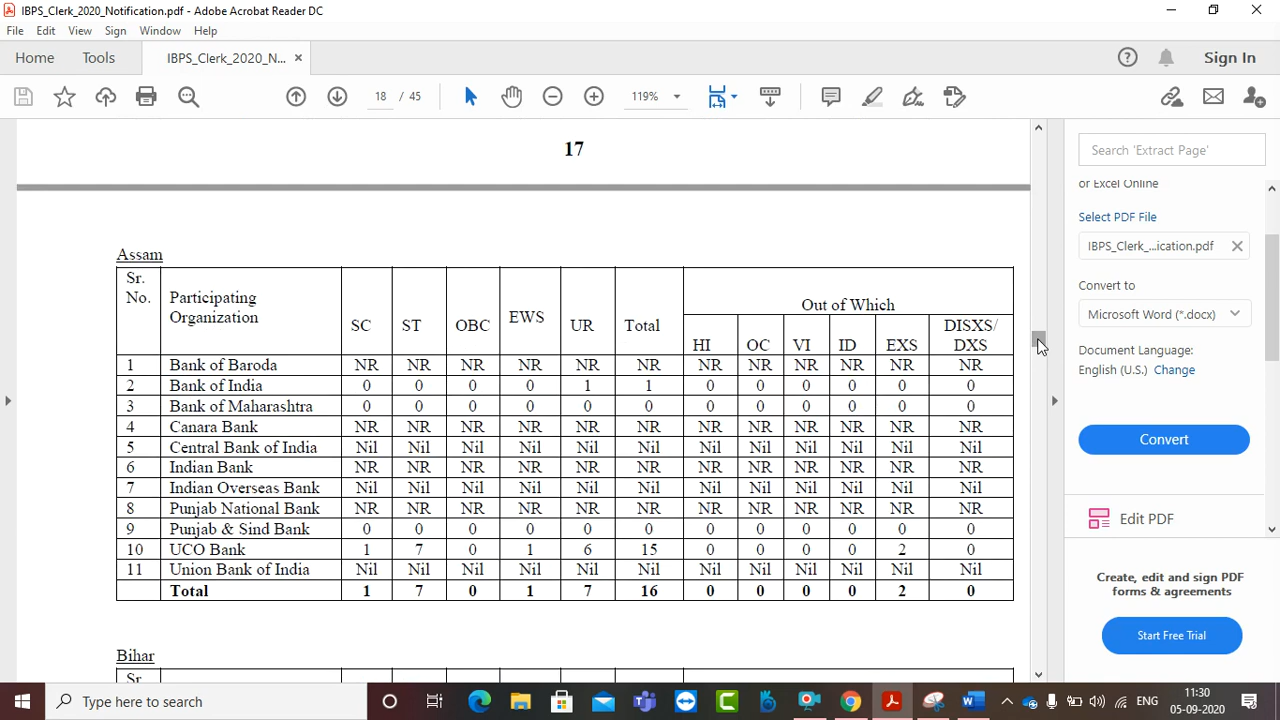 IBPS_Clerk_2020_Notification.pdf - Adobe Acrobat Reader DC
File Edit View Sign Window Help
Home Tools IBPS_Clerk_2020_N... × Sign In
18 / 45 119%
17
Assam
Sr. No. Participating Organization SC ST OBC EWS UR Total Out of Which
HI OC VI ID EXS DISXS/ DXS
1 Bank of Baroda NR NR NR NR NR NR NR NR NR NR NR NR
2 Bank of India 0 0 0 0 1 1 0 0 0 0 0 0
3 Bank of Maharashtra 0 0 0 0 0 0 0 0 0 0 0 0
4 Canara Bank NR NR NR NR NR NR NR NR NR NR NR NR
5 Central Bank of India Nil Nil Nil Nil Nil Nil Nil Nil Nil Nil Nil Nil
6 Indian Bank NR NR NR NR NR NR NR NR NR NR NR NR
7 Indian Overseas Bank Nil Nil Nil Nil Nil Nil Nil Nil Nil Nil Nil Nil
8 Punjab National Bank NR NR NR NR NR NR NR NR NR NR NR NR
9 Punjab & Sind Bank 0 0 0 0 0 0 0 0 0 0 0 0
10 UCO Bank 1 7 0 1 6 15 0 0 0 0 2 0
11 Union Bank of India Nil Nil Nil Nil Nil Nil Nil Nil Nil Nil Nil Nil
Total 1 7 0 1 7 16 0 0 0 0 2 0
Bihar
Sr.
Search 'Extract Page'
or Excel Online
Select PDF File
IBPS_Clerk_...ication.pdf ×
Convert to
Microsoft Word (*.docx)
Document Language:
English (U.S.) Change
Convert
Edit PDF
Create, edit and sign PDF
forms & agreements
Start Free Trial
Type here to search
ENG
11:30
05-09-2020